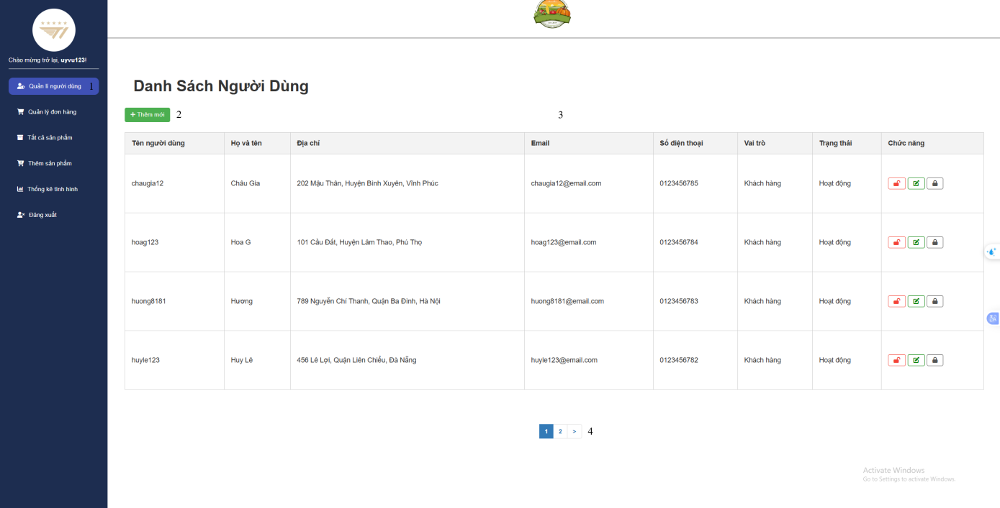 Chào mừng trở lại, uyvu123!
Quản lí người dùng 1
Quản lý đơn hàng
Tất cả sản phẩm
Thêm sản phẩm
Thống kê tình hình
Đăng xuất
Danh Sách Người Dùng
+ Thêm mới 2 3
Tên người dùng Họ và tên Địa chỉ Email Số điện thoại Vai trò Trạng thái Chức năng
chaugia12 Châu Gia 202 Mậu Thân, Huyện Bình Xuyên, Vĩnh Phúc chaugia12@email.com 0123456785 Khách hàng Hoạt động
hoag123 Hoa G 101 Cầu Đất, Huyện Lâm Thao, Phú Thọ hoag123@email.com 0123456784 Khách hàng Hoạt động
huong8181 Hương 789 Nguyễn Chí Thanh, Quận Ba Đình, Hà Nội huong8181@email.com 0123456783 Khách hàng Hoạt động
huyle123 Huy Lê 456 Lê Lợi, Quận Liên Chiểu, Đà Nẵng huyle123@email.com 0123456782 Khách hàng Hoạt động
1 2 > 4
Activate Windows
Go to Settings to activate Windows.